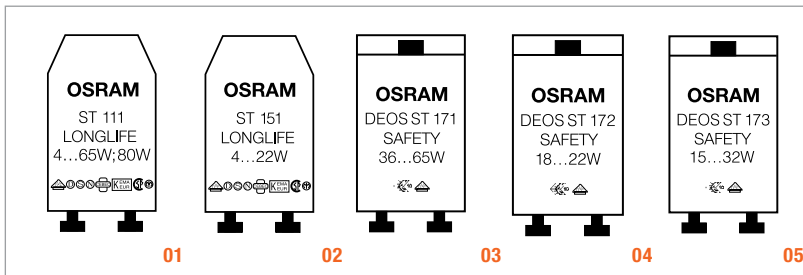 OSRAM
ST 111
LONGLIFE
4...65W;80W
01
OSRAM
ST 151
LONGLIFE
4...22W
02
OSRAM
DEOS ST 171
SAFETY
36...65W
03
OSRAM
DEOS ST 172
SAFETY
18...22W
04
OSRAM
DEOS ST 173
SAFETY
15...32W
05